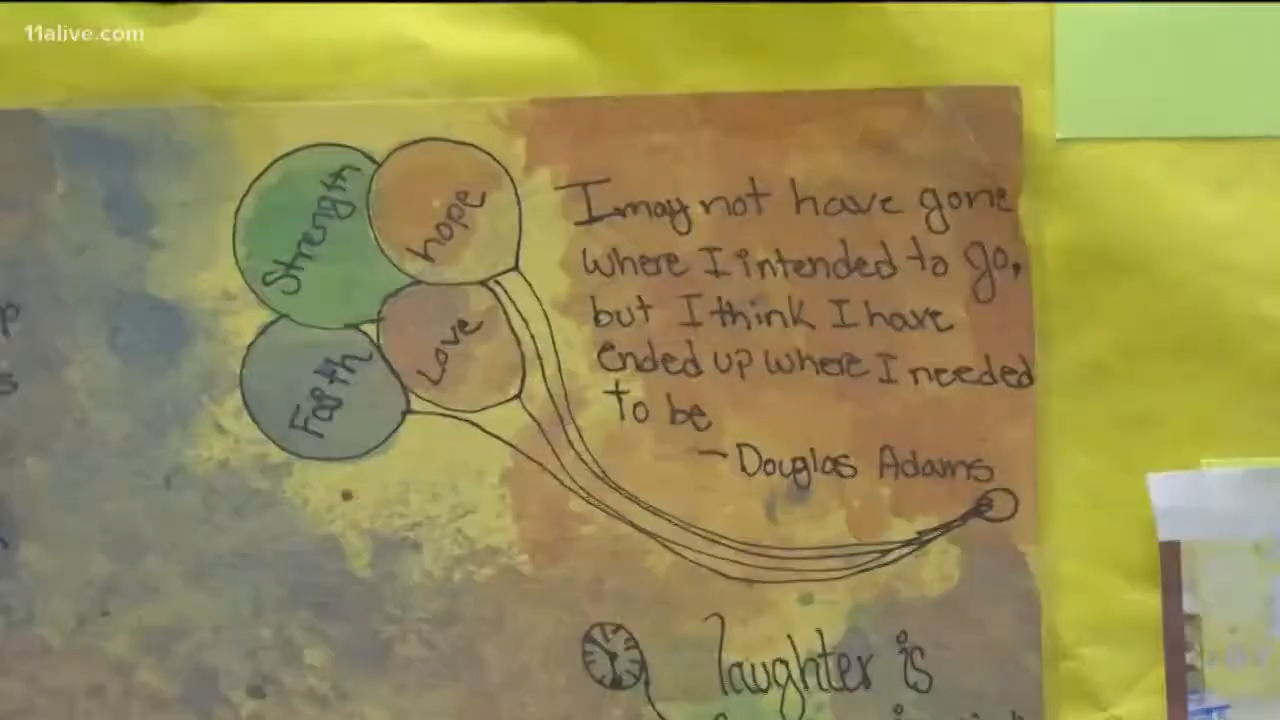 11alive.com
Strength
hope
Faith
Love
I may not have gone
where I intended to go,
but I think I have
ended up where I needed
to be
- Douglas Adams
laughter is
p
s